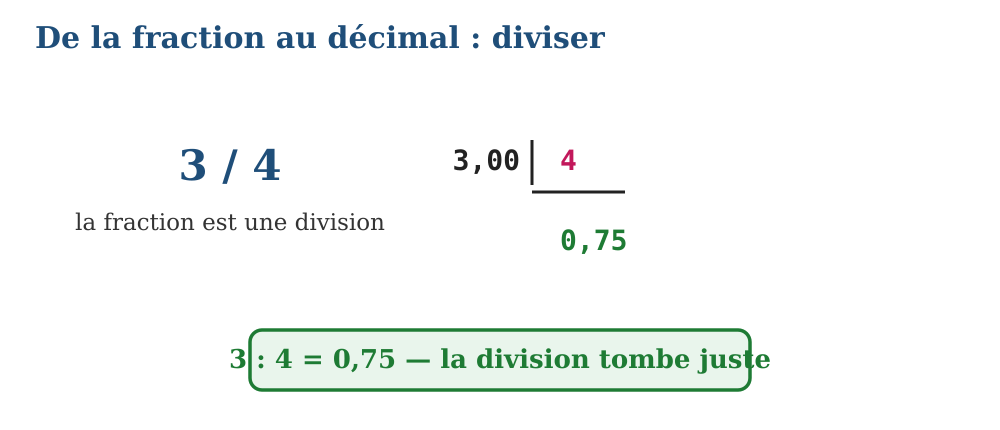 De la fraction au décimal : diviser
3 / 4
la fraction est une division
3,00 4
0,75
3 : 4 = 0,75 — la division tombe juste